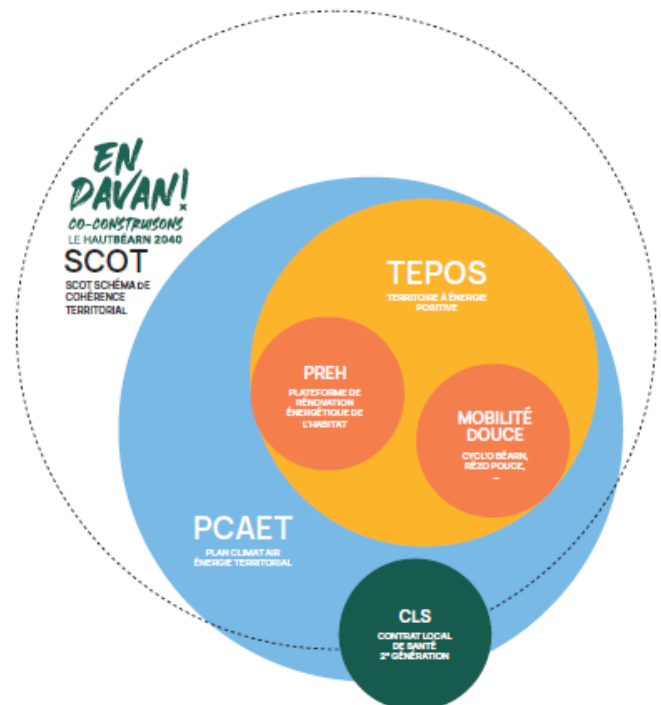 EN
DAVAN!
CO-CONSTRUISONS
LE HAUTBÉARN 2040
SCOT
SCOT SCHÉMA DE
COHÉRENCE
TERRITORIAL
TEPOS
TERRITOIRE À ÉNERGIE
POSITIVE
PREH
PLATEFORME DE
RÉNOVATION
ÉNERGÉTIQUE DE
L'HABITAT
MOBILITÉ
DOUCE
CYCL'O BÉARN,
RÉZO POUCE,
...
PCAET
PLAN CLIMAT AIR
ÉNERGIE TERRITORIAL
CLS
CONTRAT LOCAL
DE SANTÉ
2ᵉ GÉNÉRATION